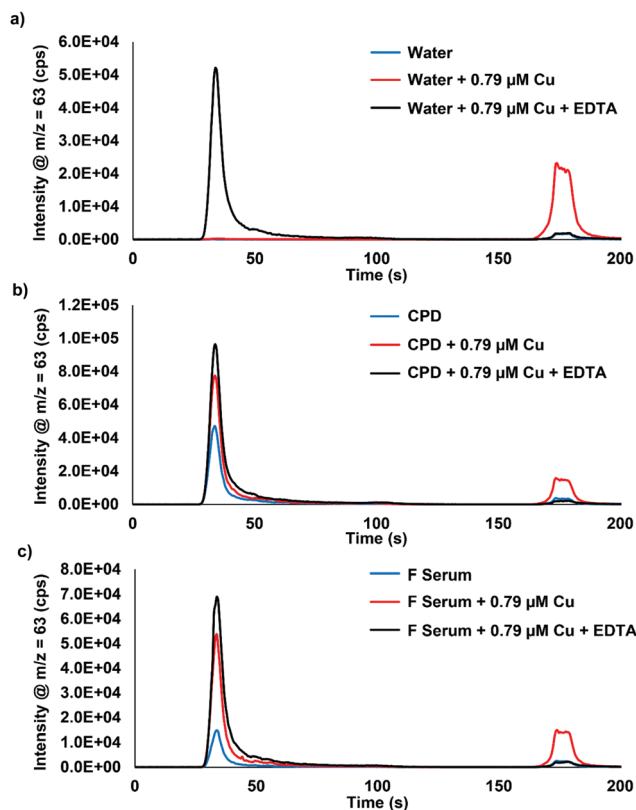 a)
Intensity @ m/z = 63 (cps)
6.0E+04
5.0E+04
4.0E+04
3.0E+04
2.0E+04
1.0E+04
0.0E+00
Water
Water + 0.79 µM Cu
Water + 0.79 µM Cu + EDTA
0 50 100 150 200
Time (s)
b)
Intensity @ m/z = 63 (cps)
1.2E+05
1.0E+05
8.0E+04
6.0E+04
4.0E+04
2.0E+04
0.0E+00
CPD
CPD + 0.79 µM Cu
CPD + 0.79 µM Cu + EDTA
0 50 100 150 200
Time (s)
c)
Intensity @ m/z = 63 (cps)
8.0E+04
7.0E+04
6.0E+04
5.0E+04
4.0E+04
3.0E+04
2.0E+04
1.0E+04
0.0E+00
F Serum
F Serum + 0.79 µM Cu
F Serum + 0.79 µM Cu + EDTA
0 50 100 150 200
Time (s)